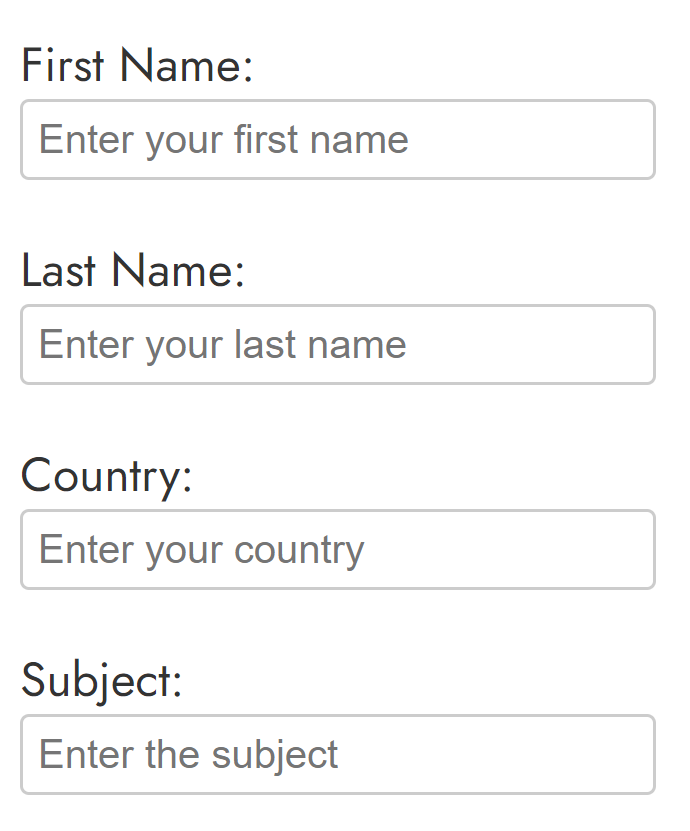 First Name:
Enter your first name
Last Name:
Enter your last name
Country:
Enter your country
Subject:
Enter the subject